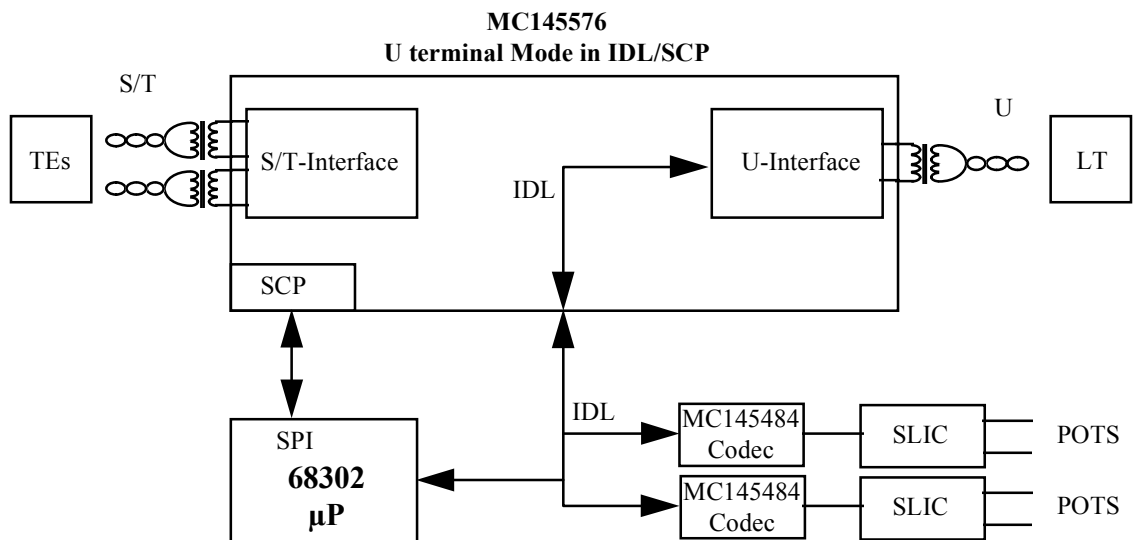 MC145576
U terminal Mode in IDL/SCP
S/T
U
TEs
S/T-Interface
U-Interface
LT
IDL
SCP
IDL
SPI
68302
µP
MC145484
Codec
SLIC
POTS
MC145484
Codec
SLIC
POTS